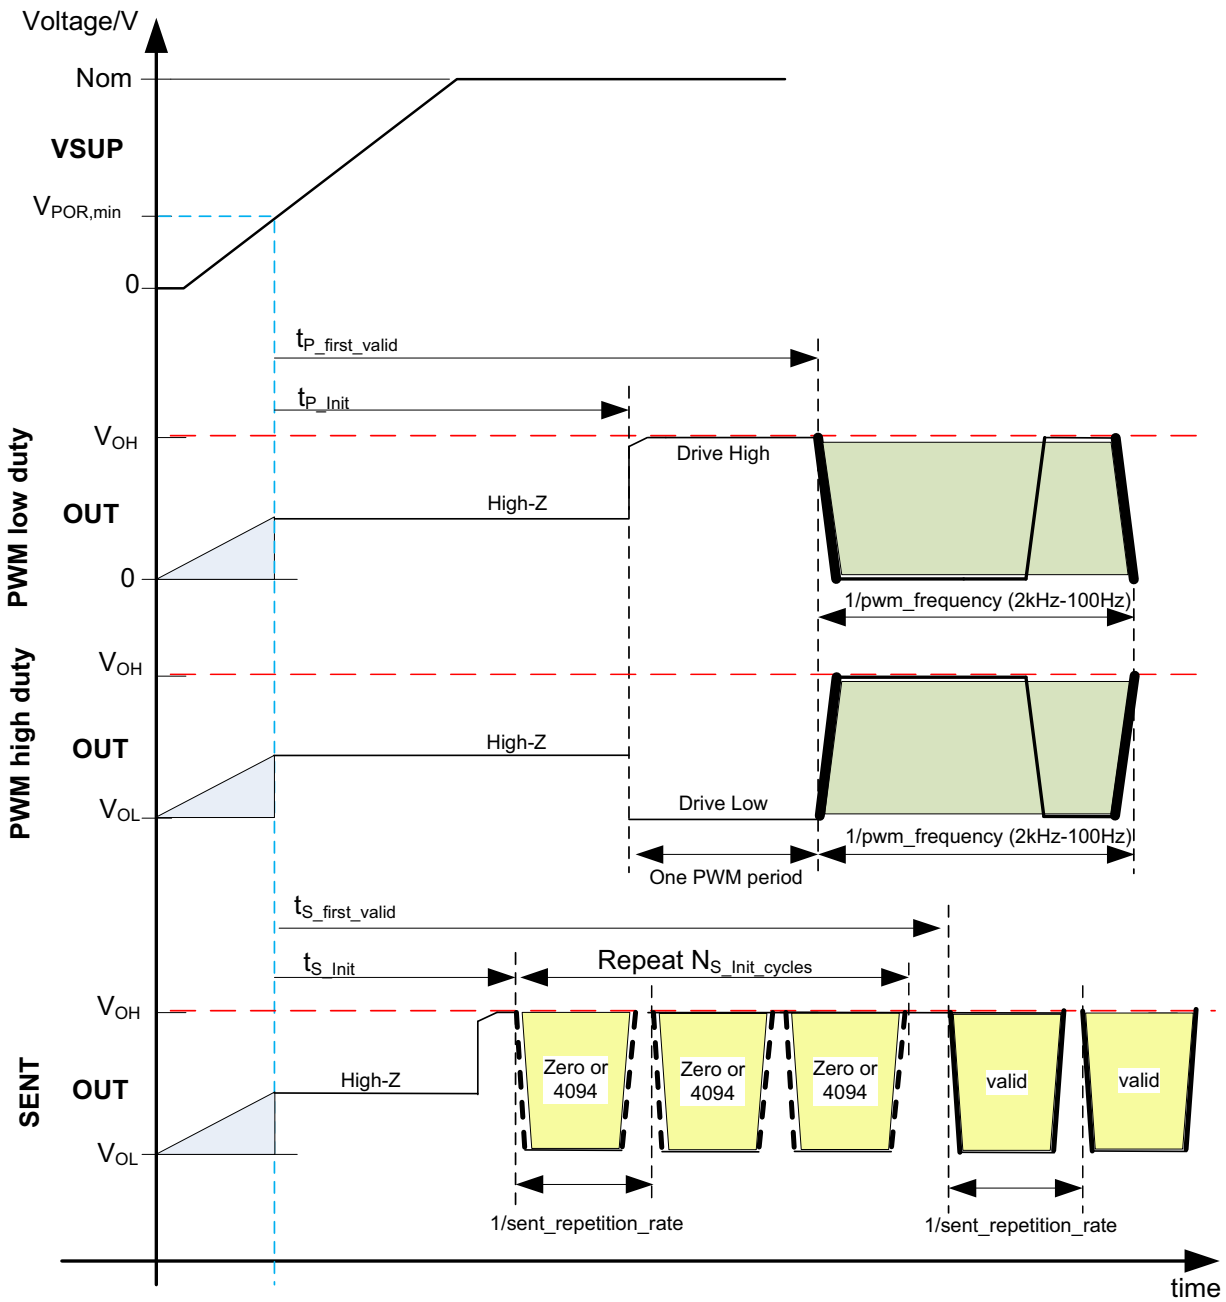 Voltage/V
Nom
VSUP
VPOR,min
0
tP_first_valid
tP_Init
VOH
Drive High
PWM low duty
OUT
High-Z
0
1/pwm_frequency (2kHz-100Hz)
VOH
PWM high duty
OUT
High-Z
VOL
Drive Low
1/pwm_frequency (2kHz-100Hz)
One PWM period
tS_first_valid
tS_Init
Repeat NS_Init_cycles
VOH
SENT
OUT
High-Z
Zero or
4094
Zero or
4094
Zero or
4094
valid
valid
VOL
1/sent_repetition_rate
1/sent_repetition_rate
time